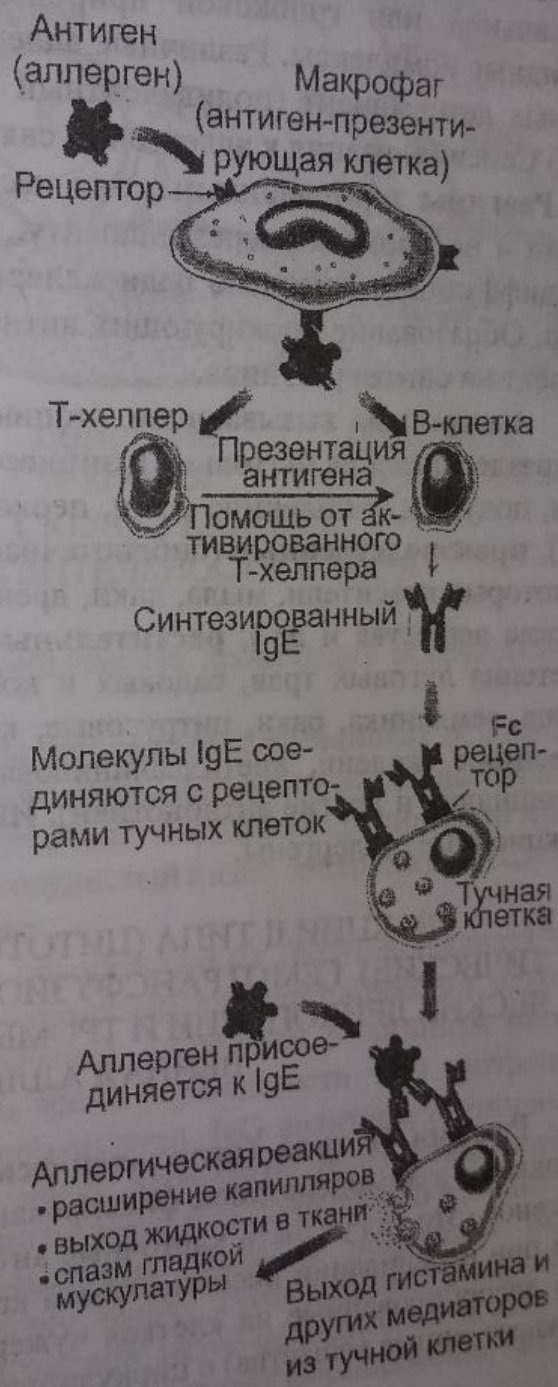 Антиген
(аллерген)
Макрофаг
(антиген-презенти-
рующая клетка)
Рецептор
Т-хелпер
В-клетка
Презентация
антигена
Помощь от ак-
тивированного
Т-хелпера
Синтезированный
IgE
Fc
рецеп-
тор
Молекулы IgE сое-
диняются с рецепто-
рами тучных клеток
Тучная
клетка
Аллерген присое-
диняется к IgE
Аллергическая реакция
• расширение капилляров
• выход жидкости в ткани
• спазм гладкой
мускулатуры
Выход гистамина и
других медиаторов
из тучной клетки